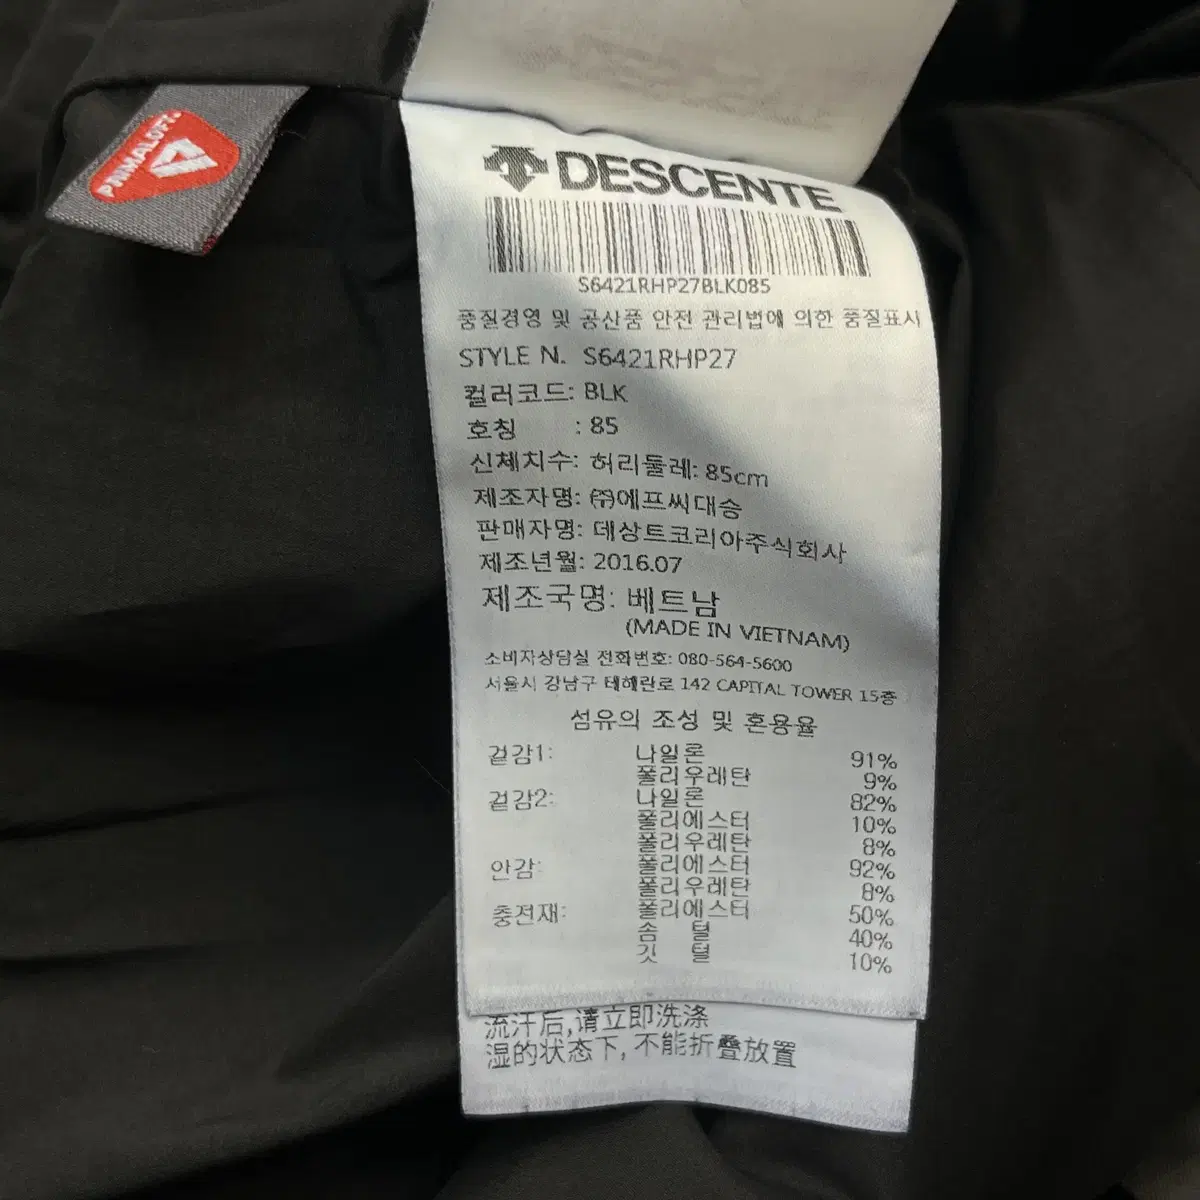 PRIMALOFT
DESCENTE
S6421RHP27BLK085
품질경영 및 공산품 안전 관리법에 의한 품질표시
STYLE N. S6421RHP27
컬러코드: BLK
호칭 : 85
신체치수: 허리둘레: 85cm
제조자명: ㈜에프씨대승
판매자명: 데상트코리아주식회사
제조년월: 2016.07
제조국명: 베트남
(MADE IN VIETNAM)
소비자상담실 전화번호: 080-564-5600
서울시 강남구 테헤란로 142 CAPITAL TOWER 15층
섬유의 조성 및 혼용율
겉감1: 나일론 91%
폴리우레탄 9%
겉감2: 나일론 82%
폴리에스터 10%
폴리우레탄 8%
안감: 폴리에스터 92%
폴리우레탄 8%
충전재: 폴리에스터 50%
솜 털 40%
깃 털 10%
流汗后,请立即洗涤
湿的状态下,不能折叠放置